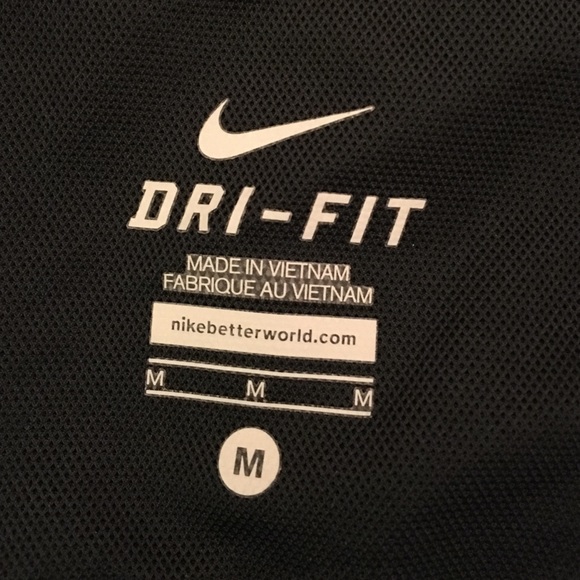 DRI-FIT
MADE IN VIETNAM
FABRIQUE AU VIETNAM
nikebetterworld.com
M M M
M